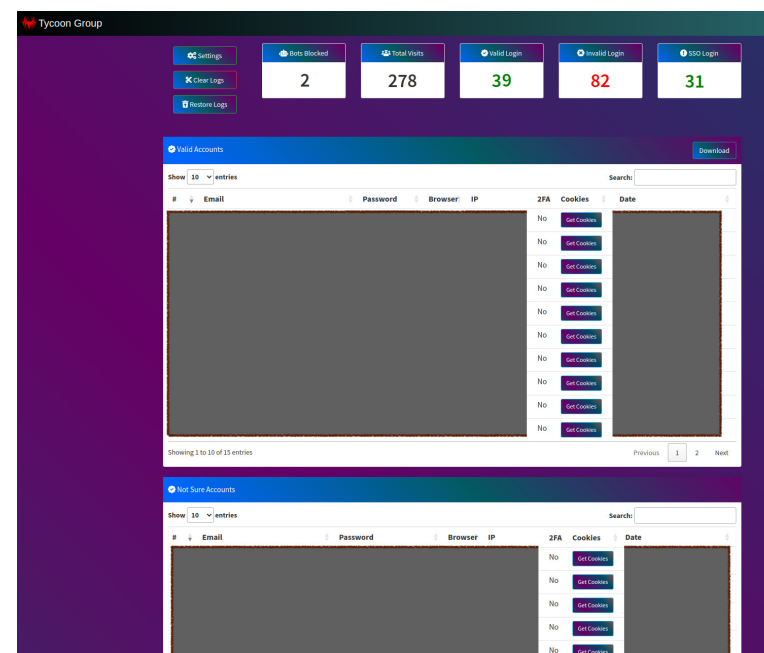 Tycoon Group
Settings
Clear Logs
Restore Logs
Bots Blocked
2
Total Visits
278
Valid Login
39
Invalid Login
82
SSO Login
31
Valid Accounts
Download
Show 10 entries
Search:
# Email Password Browser IP 2FA Cookies Date
No Get Cookies
No Get Cookies
No Get Cookies
No Get Cookies
No Get Cookies
No Get Cookies
No Get Cookies
No Get Cookies
No Get Cookies
No Get Cookies
Showing 1 to 10 of 15 entries
Previous 1 2 Next
Not Sure Accounts
Show 10 entries
Search:
# Email Password Browser IP 2FA Cookies Date
No Get Cookies
No Get Cookies
No Get Cookies
No Get Cookies
No Get Cookies